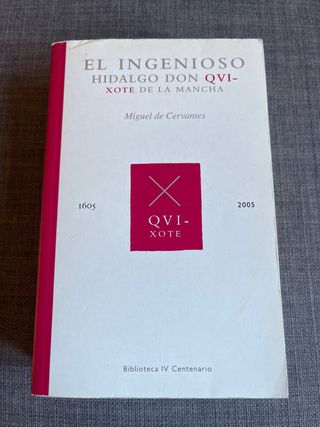 EL INGENIOSO
HIDALGO DON QVI-
XOTE DE LA MANCHA
Miguel de Cervantes
1605
2005
QVI-
XOTE
Biblioteca IV Centenario